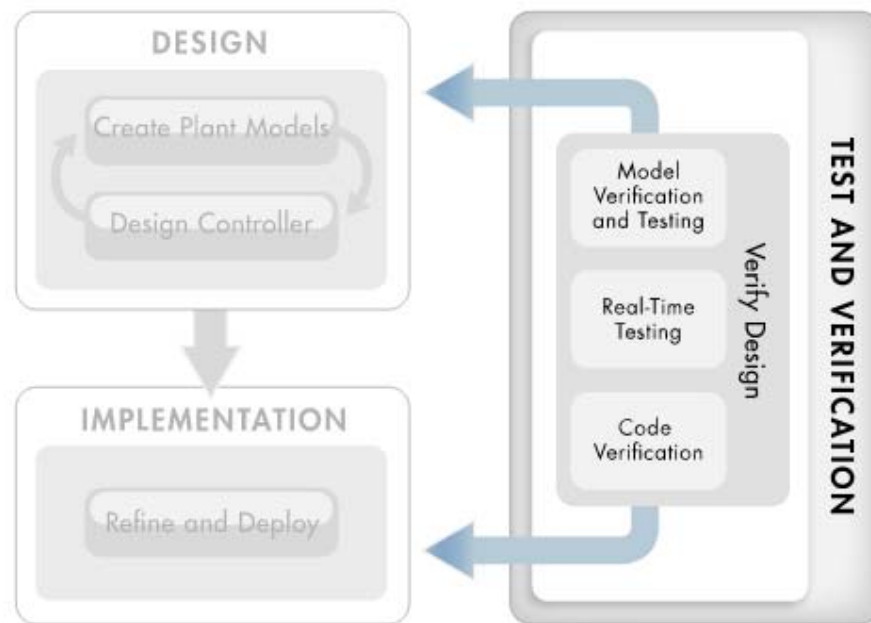 DESIGN
Create Plant Models
Design Controller
IMPLEMENTATION
Refine and Deploy
Model
Verification
and Testing
Real-Time
Testing
Code
Verification
Verify Design
TEST AND VERIFICATION